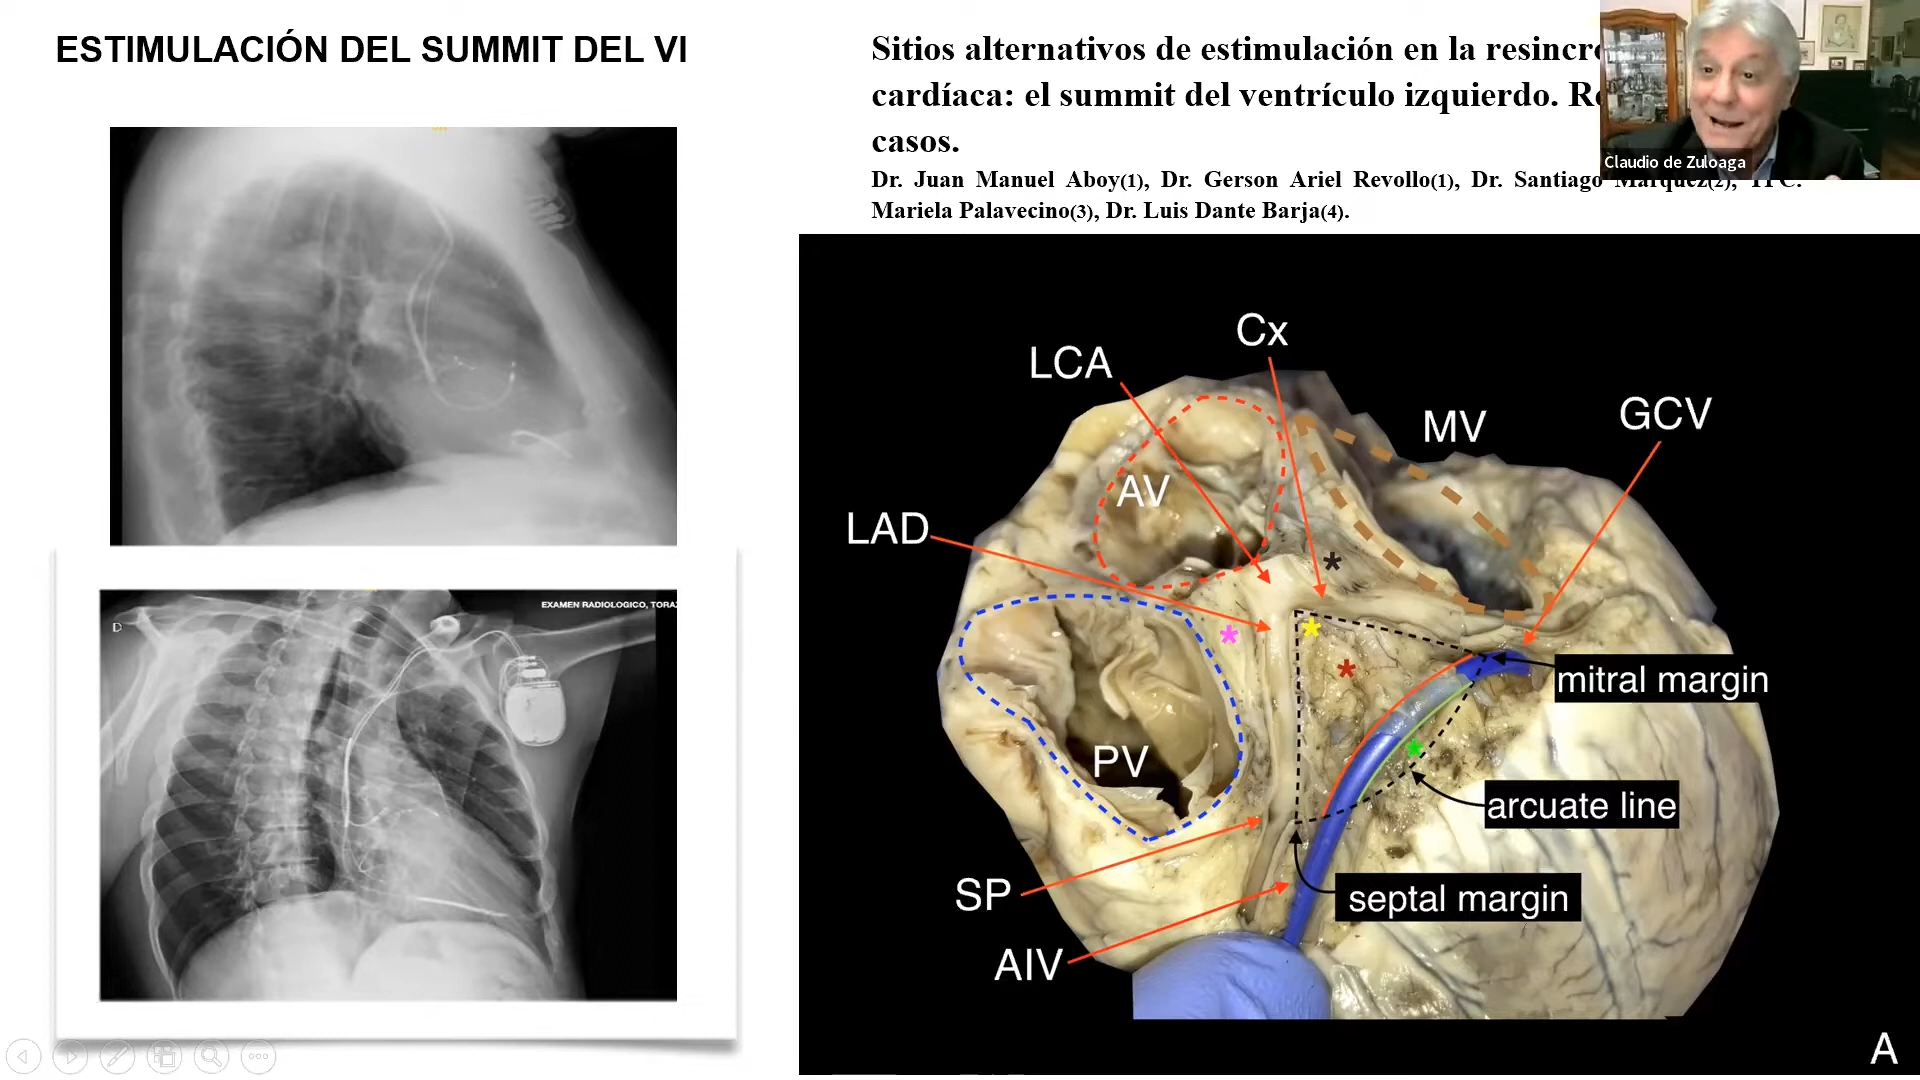 ESTIMULACIÓN DEL SUMMIT DEL VI
Sitios alternativos de estimulación en la
cardíaca: el summit del ventrículo izquierdo.
casos.
Dr. Juan Manuel Aboy(1), Dr. Gerson Ariel Revollo(1), Dr. Santiago Marquez(2),
Mariela Palavecino(3), Dr. Luis Dante Barja(4).
Claudio de Zuloaga
EXAMEN RADIOLOGICO,
D
Cx
LCA
GCV
MV
AV
LAD
mitral margin
PV
arcuate line
SP
septal margin
AIV
A